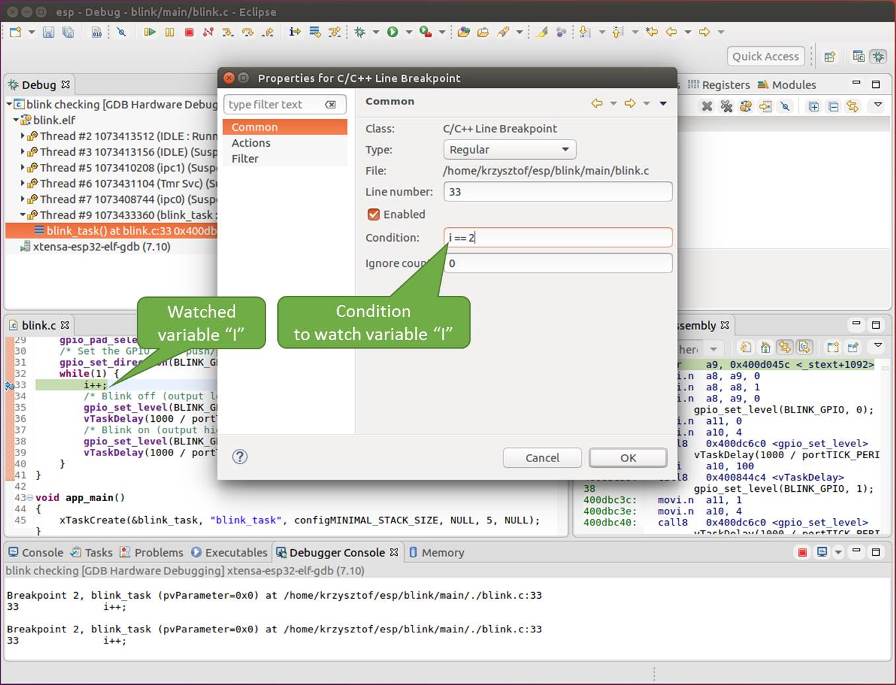 esp - Debug - blink/main/blink.c - Eclipse
Quick Access
Debug
Registers
Modules
blink checking [GDB Hardware Debug
blink.elf
Thread #2 1073413512 (IDLE : Runn
Thread #3 1073413156 (IDLE) (Susp
Thread #5 1073410208 (ipc1) (Susp
Thread #6 1073431104 (Tmr Svc) (Su
Thread #7 1073408744 (ipc0) (Susp
Thread #9 1073433360 (blink_task :
blink_task() at blink.c:33 0x400db
xtensa-esp32-elf-gdb (7.10)
Properties for C/C++ Line Breakpoint
type filter text
Common
Actions
Filter
Common
Class: C/C++ Line Breakpoint
Type: Regular
File: /home/krzysztof/esp/blink/main/blink.c
Line number: 33
Enabled
Condition: i == 2
Ignore coun 0
Cancel
OK
Watched
variable “I”
Condition
to watch variable “I”
blink.c
29 gpio_pad_sele
30 /* Set the GPIO push/
31 gpio_set_direction(BLINK_G
32 while(1) {
33 i++;
34 /* Blink off (output l
35 gpio_set_level(BLINK_G
36 vTaskDelay(1000 / port
37 /* Blink on (output hi
38 gpio_set_level(BLINK_G
39 vTaskDelay(1000 / port
40 }
41 }
42
43 void app_main()
44 {
45 xTaskCreate(&blink_task, "blink_task", configMINIMAL_STACK_SIZE, NULL, 5, NULL);
}
ssembly
her
r a9, 0x400d045c <_stext+1092>
i.n a8, a9, 0
i.n a8, a8, 1
i.n a8, a9, 0
gpio_set_level(BLINK_GPIO, 0);
i.n a11, 0
i.n a10, 4
l8 0x400dc6c0 <gpio_set_level>
vTaskDelay(1000 / portTICK_PERI
i a10, 100
call8 0x400844c4 <vTaskDelay>
38 gpio_set_level(BLINK_GPIO, 1);
400dbc3c: movi.n a11, 1
400dbc3e: movi.n a10, 4
400dbc40: call8 0x400dc6c0 <gpio_set_level>
vTaskDelay(1000 / portTICK_PERI
Console
Tasks
Problems
Executables
Debugger Console
Memory
blink checking [GDB Hardware Debugging] xtensa-esp32-elf-gdb (7.10)
Breakpoint 2, blink_task (pvParameter=0x0) at /home/krzysztof/esp/blink/main/./blink.c:33
33 i++;
Breakpoint 2, blink_task (pvParameter=0x0) at /home/krzysztof/esp/blink/main/./blink.c:33
33 i++;